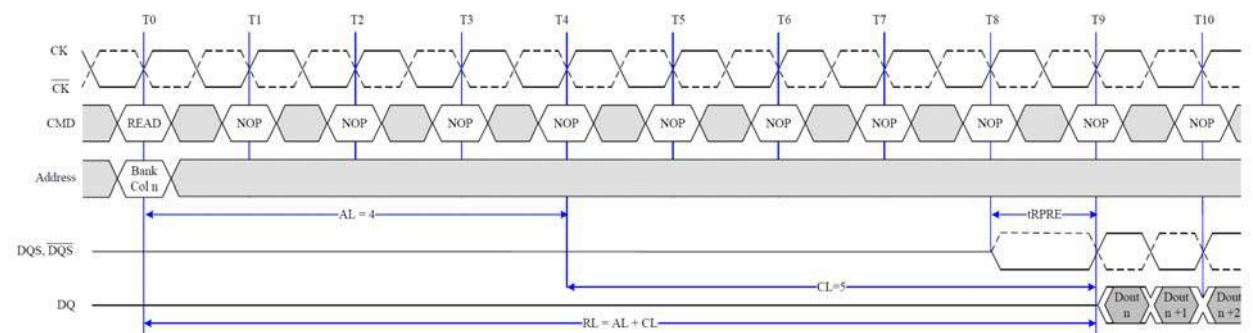 T0 T1 T2 T3 T4 T5 T6 T7 T8 T9 T10
CK
CK
CMD READ NOP NOP NOP NOP NOP NOP NOP NOP NOP NOP
Address Bank
Col n
AL = 4
tRPRE
DQS, DQS
CL=5
DQ Dout Dout Dout
n n +1 n +2
RL = AL + CL